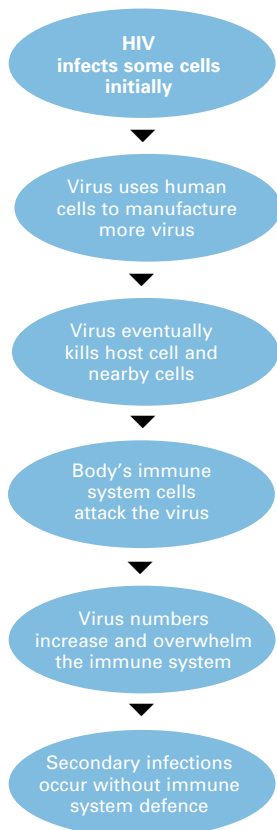 HIV
infects some cells
initially
Virus uses human
cells to manufacture
more virus
Virus eventually
kills host cell and
nearby cells
Body's immune
system cells
attack the virus
Virus numbers
increase and overwhelm
the immune system
Secondary infections
occur without immune
system defence